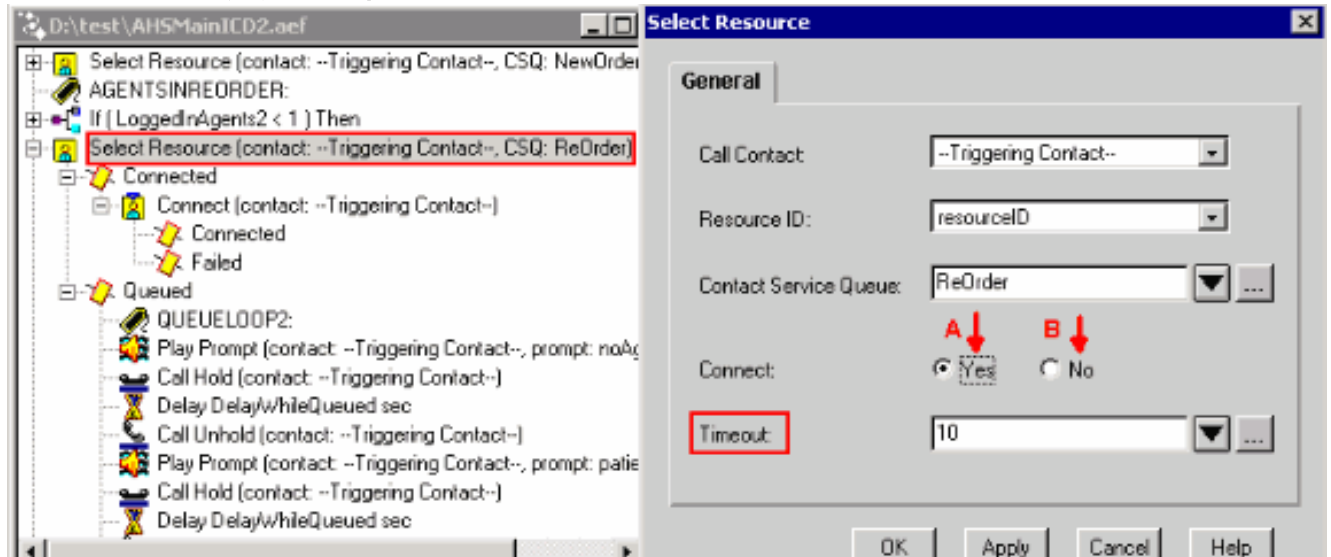 D:\test\AHSMainICD2.aef
Select Resource (contact: --Triggering Contact--, CSQ: NewOrder
AGENTSINREORDER:
If ( LoggedInAgents2 < 1 ) Then
Select Resource (contact: --Triggering Contact--, CSQ: ReOrder)
Connected
Connect (contact: --Triggering Contact--)
Connected
Failed
Queued
QUEUELOOP2:
Play Prompt (contact: --Triggering Contact--, prompt: noAg
Call Hold (contact: --Triggering Contact--)
Delay DelayWhileQueued sec
Call Unhold (contact: --Triggering Contact--)
Play Prompt (contact: --Triggering Contact--, prompt: patie
Call Hold (contact: --Triggering Contact--)
Delay DelayWhileQueued sec
Select Resource
General
Call Contact: --Triggering Contact--
Resource ID: resourceID
Contact Service Queue: ReOrder ...
A B
Connect: Yes No
Timeout: 10 ...
OK Apply Cancel Help